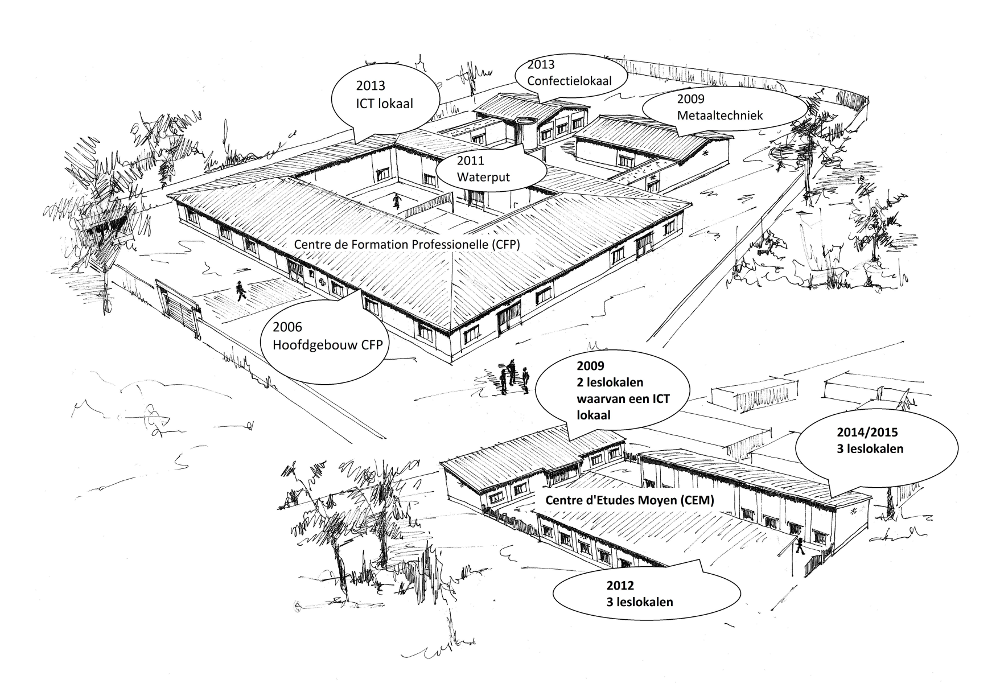 2013
Confectielokaal
2013
ICT lokaal
2009
Metaaltechniek
2011
Waterput
Centre de Formation Professionelle (CFP)
2006
Hoofdgebouw CFP
2009
2 leslokalen
waarvan een ICT
lokaal
2014/2015
3 leslokalen
Centre d'Etudes Moyen (CEM)
2012
3 leslokalen